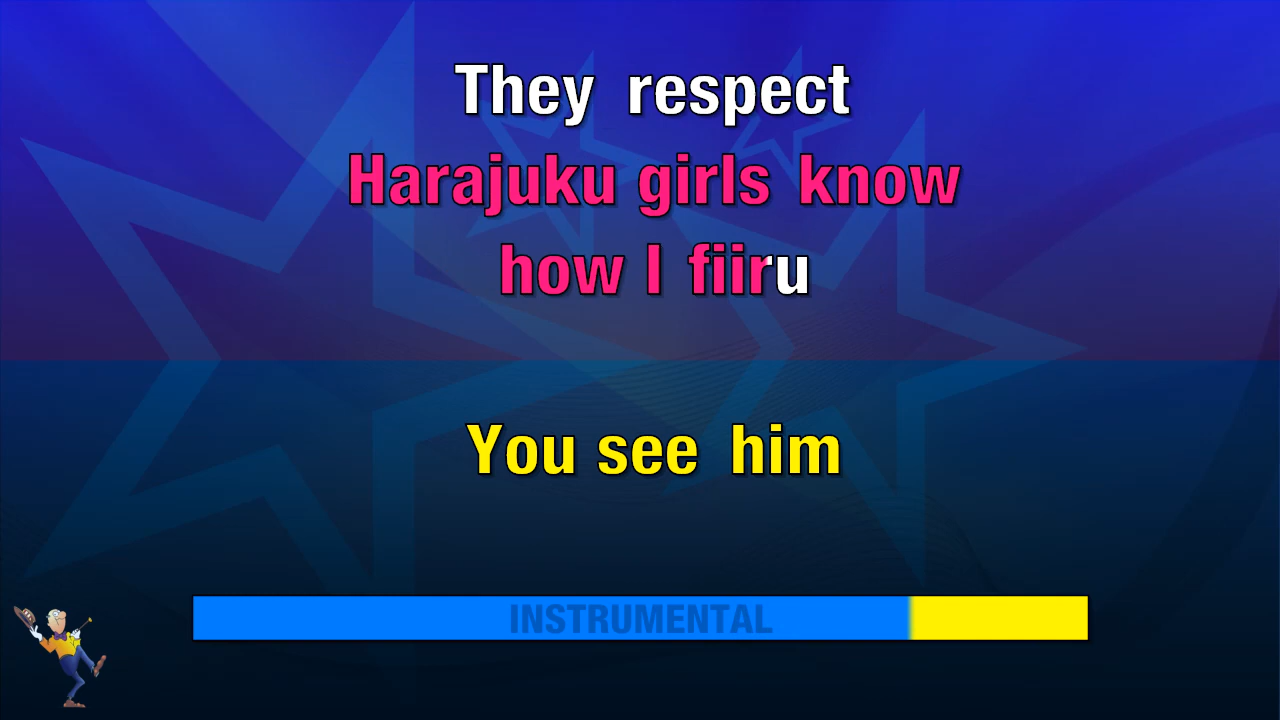 They respect
Harajuku girls know
how I fiiru
You see him
INSTRUMENTAL